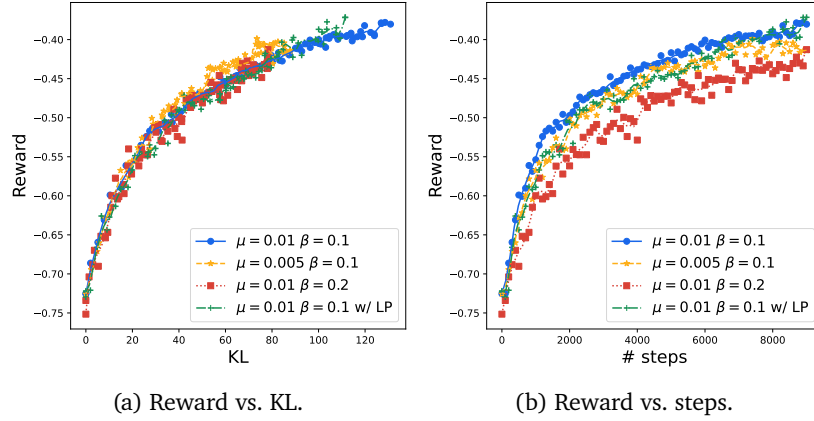 −0.40
−0.45
−0.50
−0.55
−0.60
−0.65
−0.70
−0.75
Reward
0 20 40 60 80 100 120
KL
μ = 0.01 β = 0.1
μ = 0.005 β = 0.1
μ = 0.01 β = 0.2
μ = 0.01 β = 0.1 w/ LP
(a) Reward vs. KL.
−0.40
−0.45
−0.50
−0.55
−0.60
−0.65
−0.70
−0.75
Reward
0 2000 4000 6000 8000
# steps
μ = 0.01 β = 0.1
μ = 0.005 β = 0.1
μ = 0.01 β = 0.2
μ = 0.01 β = 0.1 w/ LP
(b) Reward vs. steps.